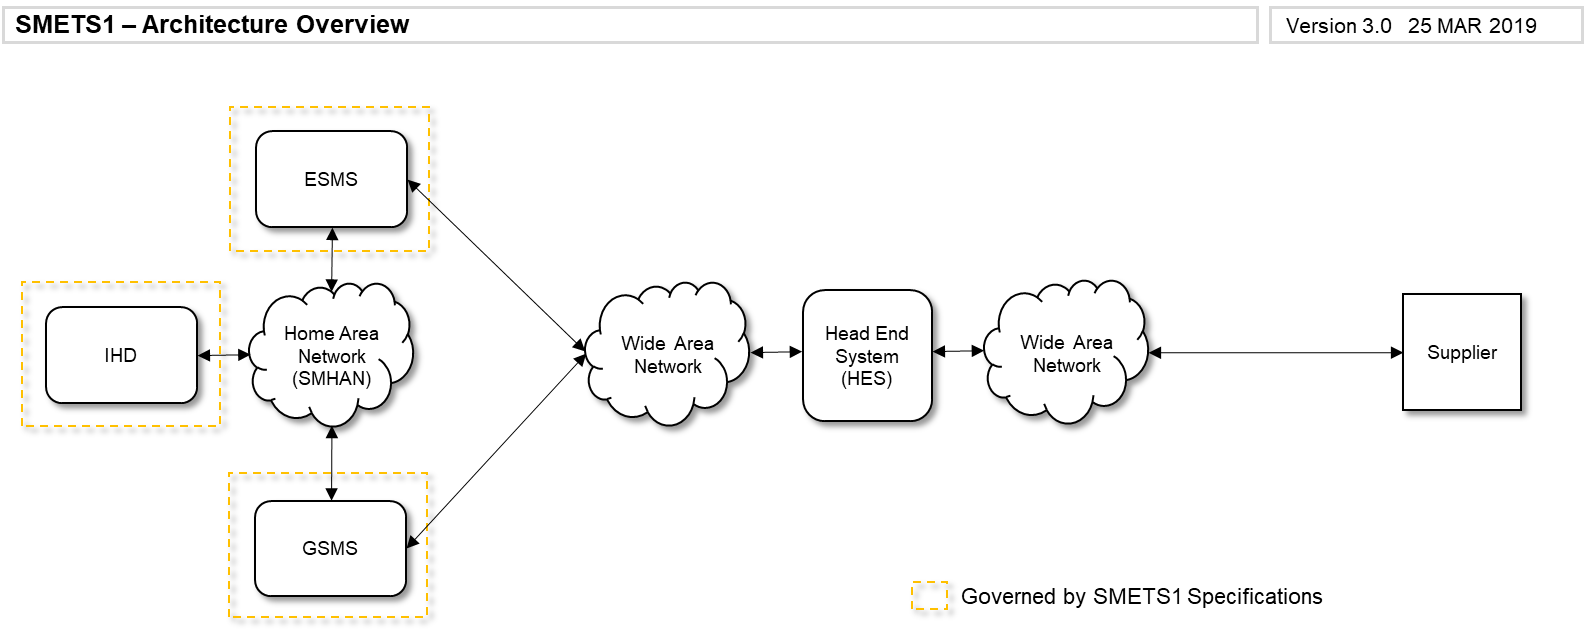 SMETS1 – Architecture Overview
Version 3.0 25 MAR 2019
ESMS
IHD
Home Area
Network
(SMHAN)
GSMS
Wide Area
Network
Head End
System
(HES)
Wide Area
Network
Supplier
Governed by SMETS1 Specifications